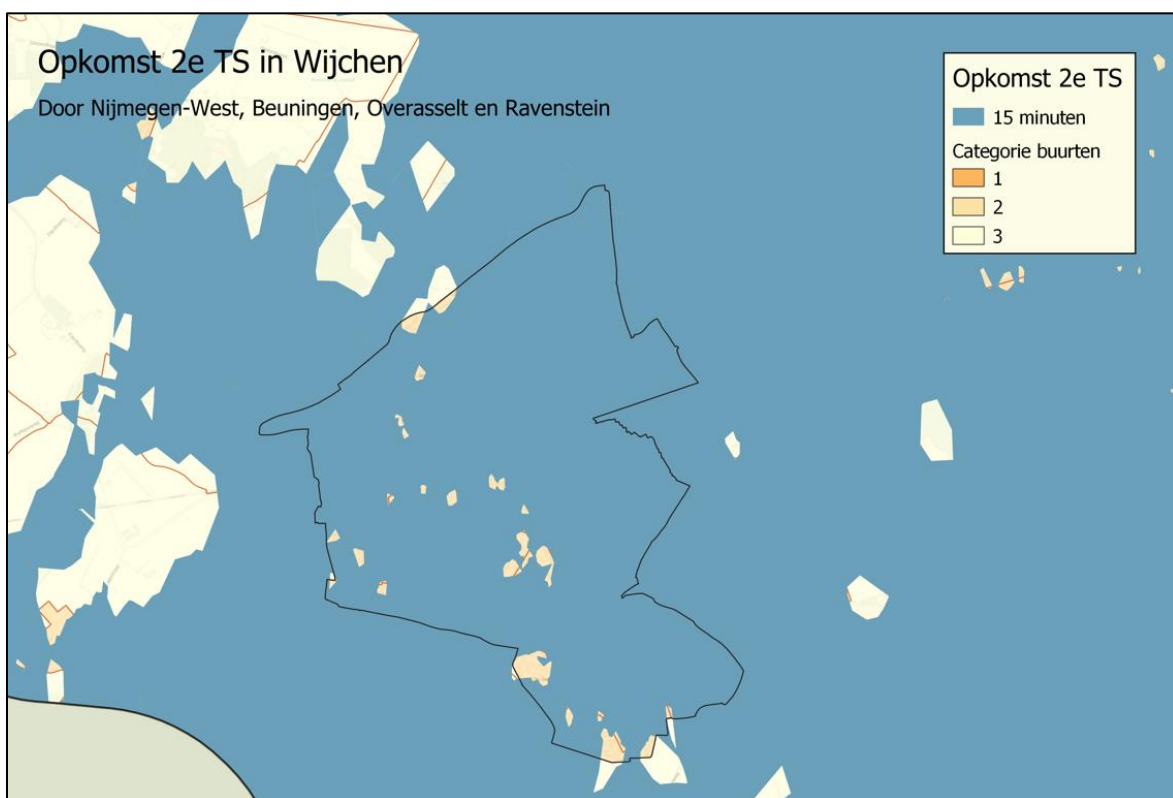 Opkomst 2e TS in Wijchen
Door Nijmegen-West, Beuningen, Overasselt en Ravenstein
Opkomst 2e TS
15 minuten
Categorie buurten
1
2
3